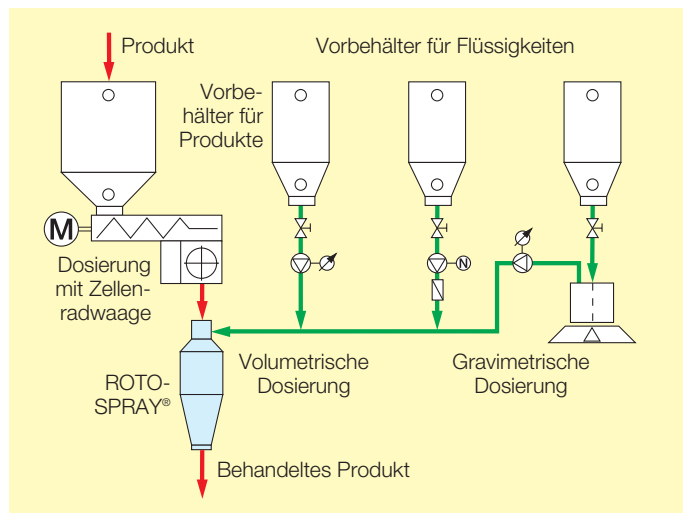 Produkt
Vorbehälter für Flüssigkeiten
Vorbe-
hälter für
Produkte
M
Dosierung
mit Zellen-
radwaage
N
Volumetrische
Dosierung
Gravimetrische
Dosierung
ROTO-
SPRAY®
Behandeltes Produkt